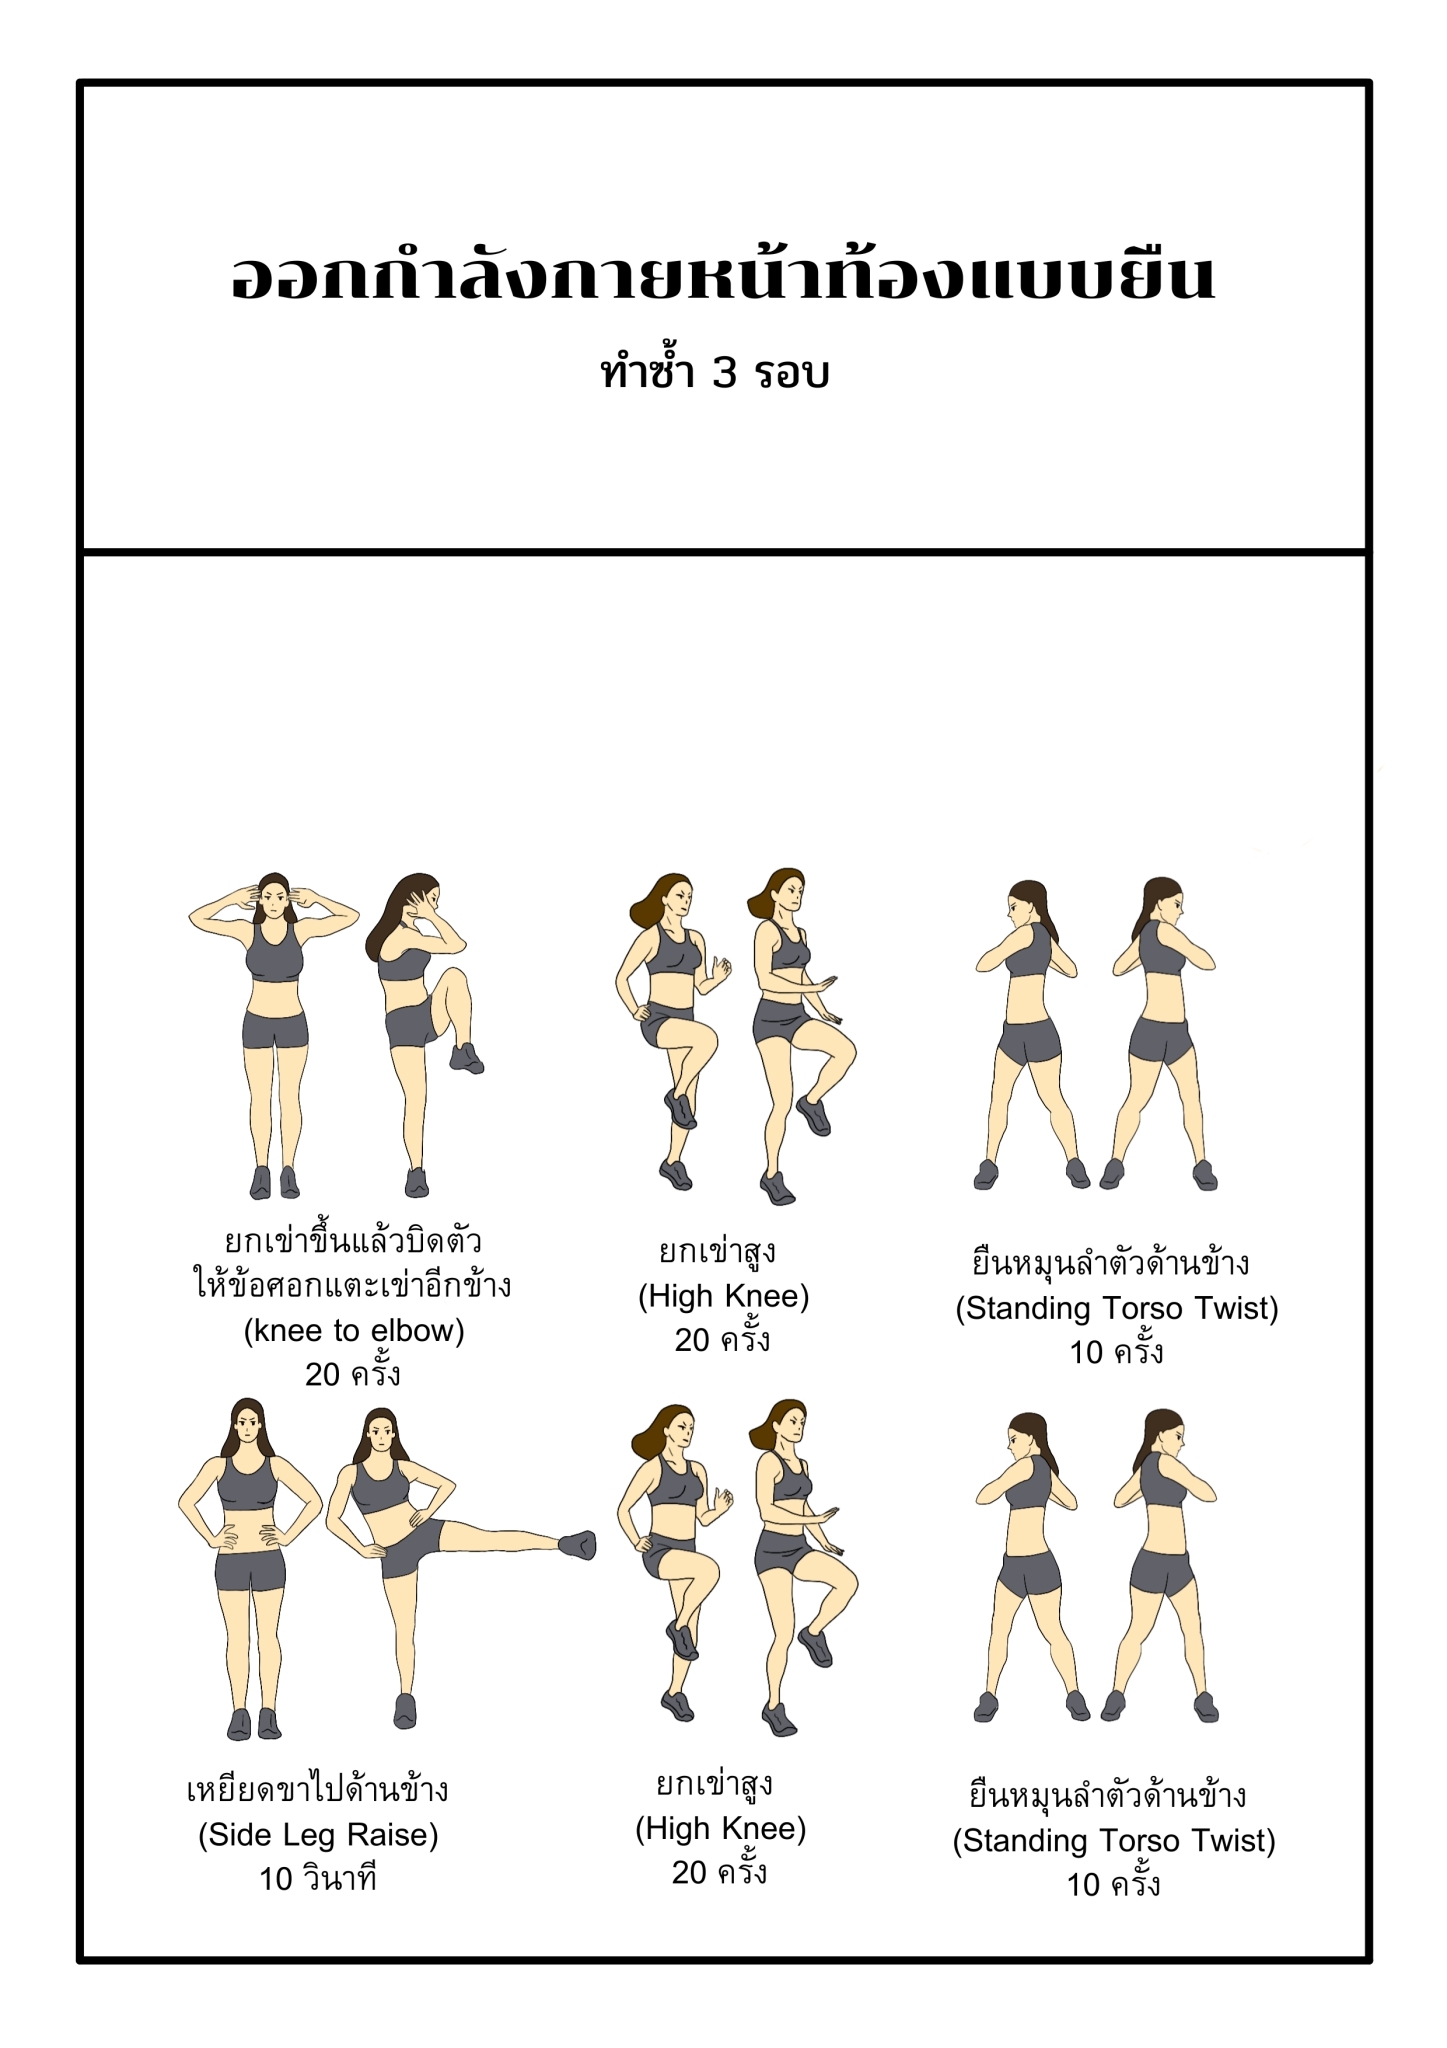 ออกกำลังกายหน้าท้องแบบยืน
ทำซ้ำ 3 รอบ
ยกเข่าขึ้นแล้วบิดตัว
ให้ข้อศอกแตะเข่าอีกข้าง
(knee to elbow)
20 ครั้ง
ยกเข่าสูง
(High Knee)
20 ครั้ง
ยืนหมุนลำตัวด้านข้าง
(Standing Torso Twist)
10 ครั้ง
เหยียดขาไปด้านข้าง
(Side Leg Raise)
10 วินาที
ยกเข่าสูง
(High Knee)
20 ครั้ง
ยืนหมุนลำตัวด้านข้าง
(Standing Torso Twist)
10 ครั้ง